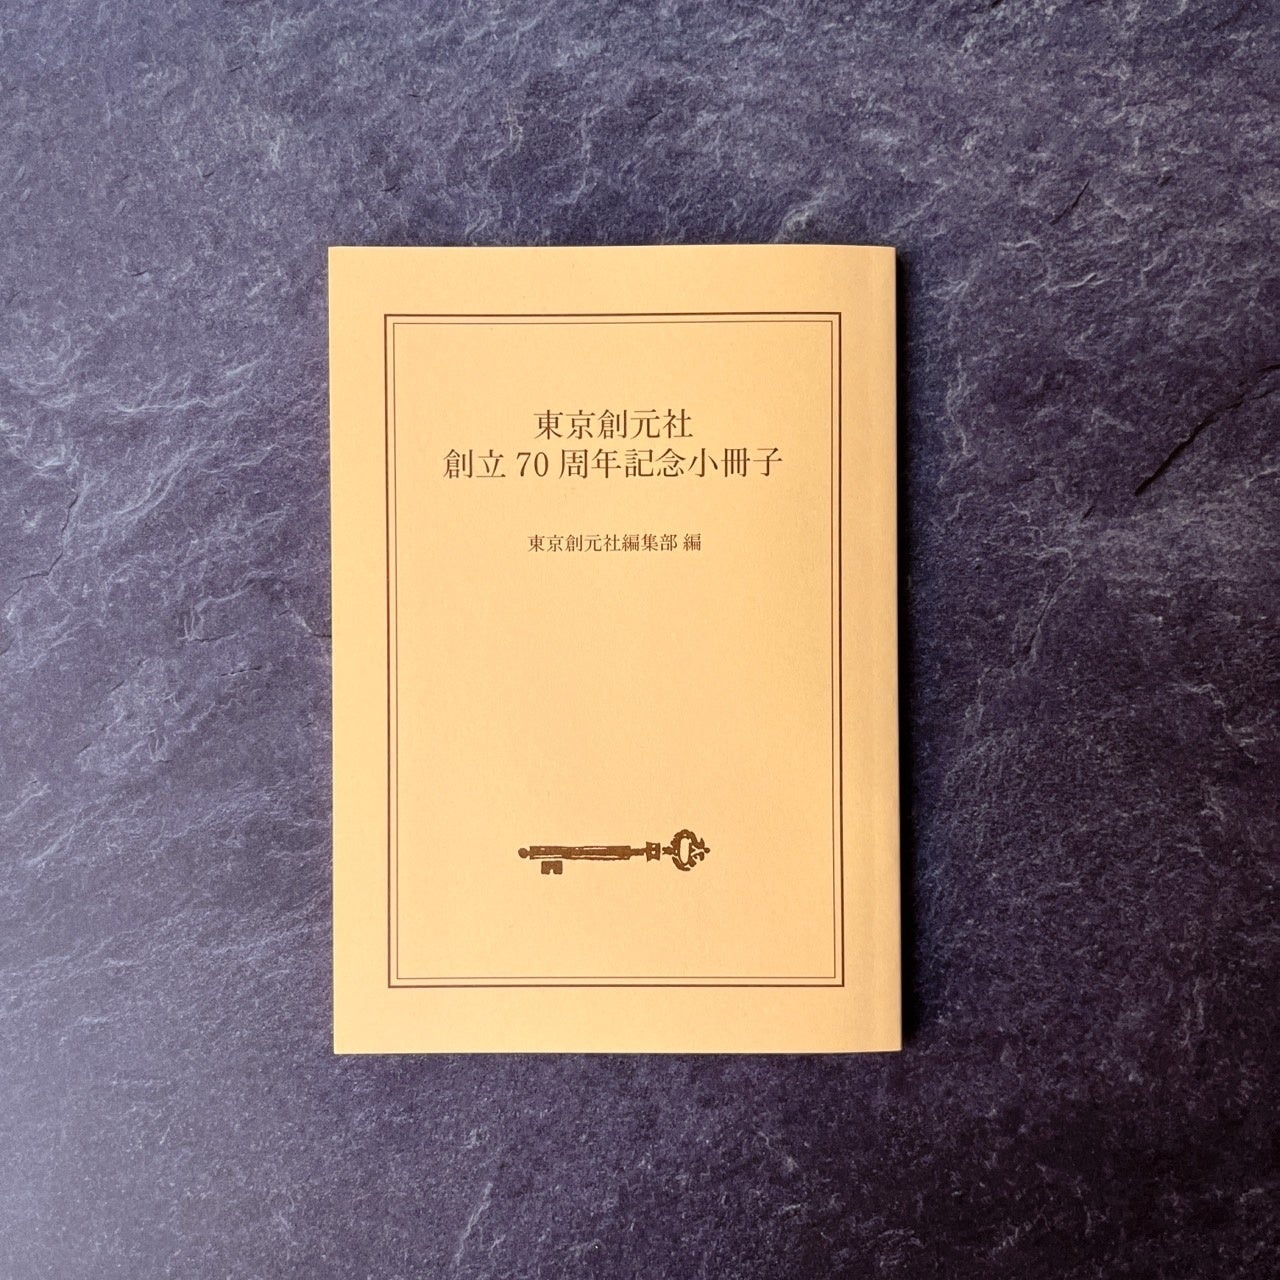 東京創元社
創立 70 周年記念小冊子
東京創元社編集部 編